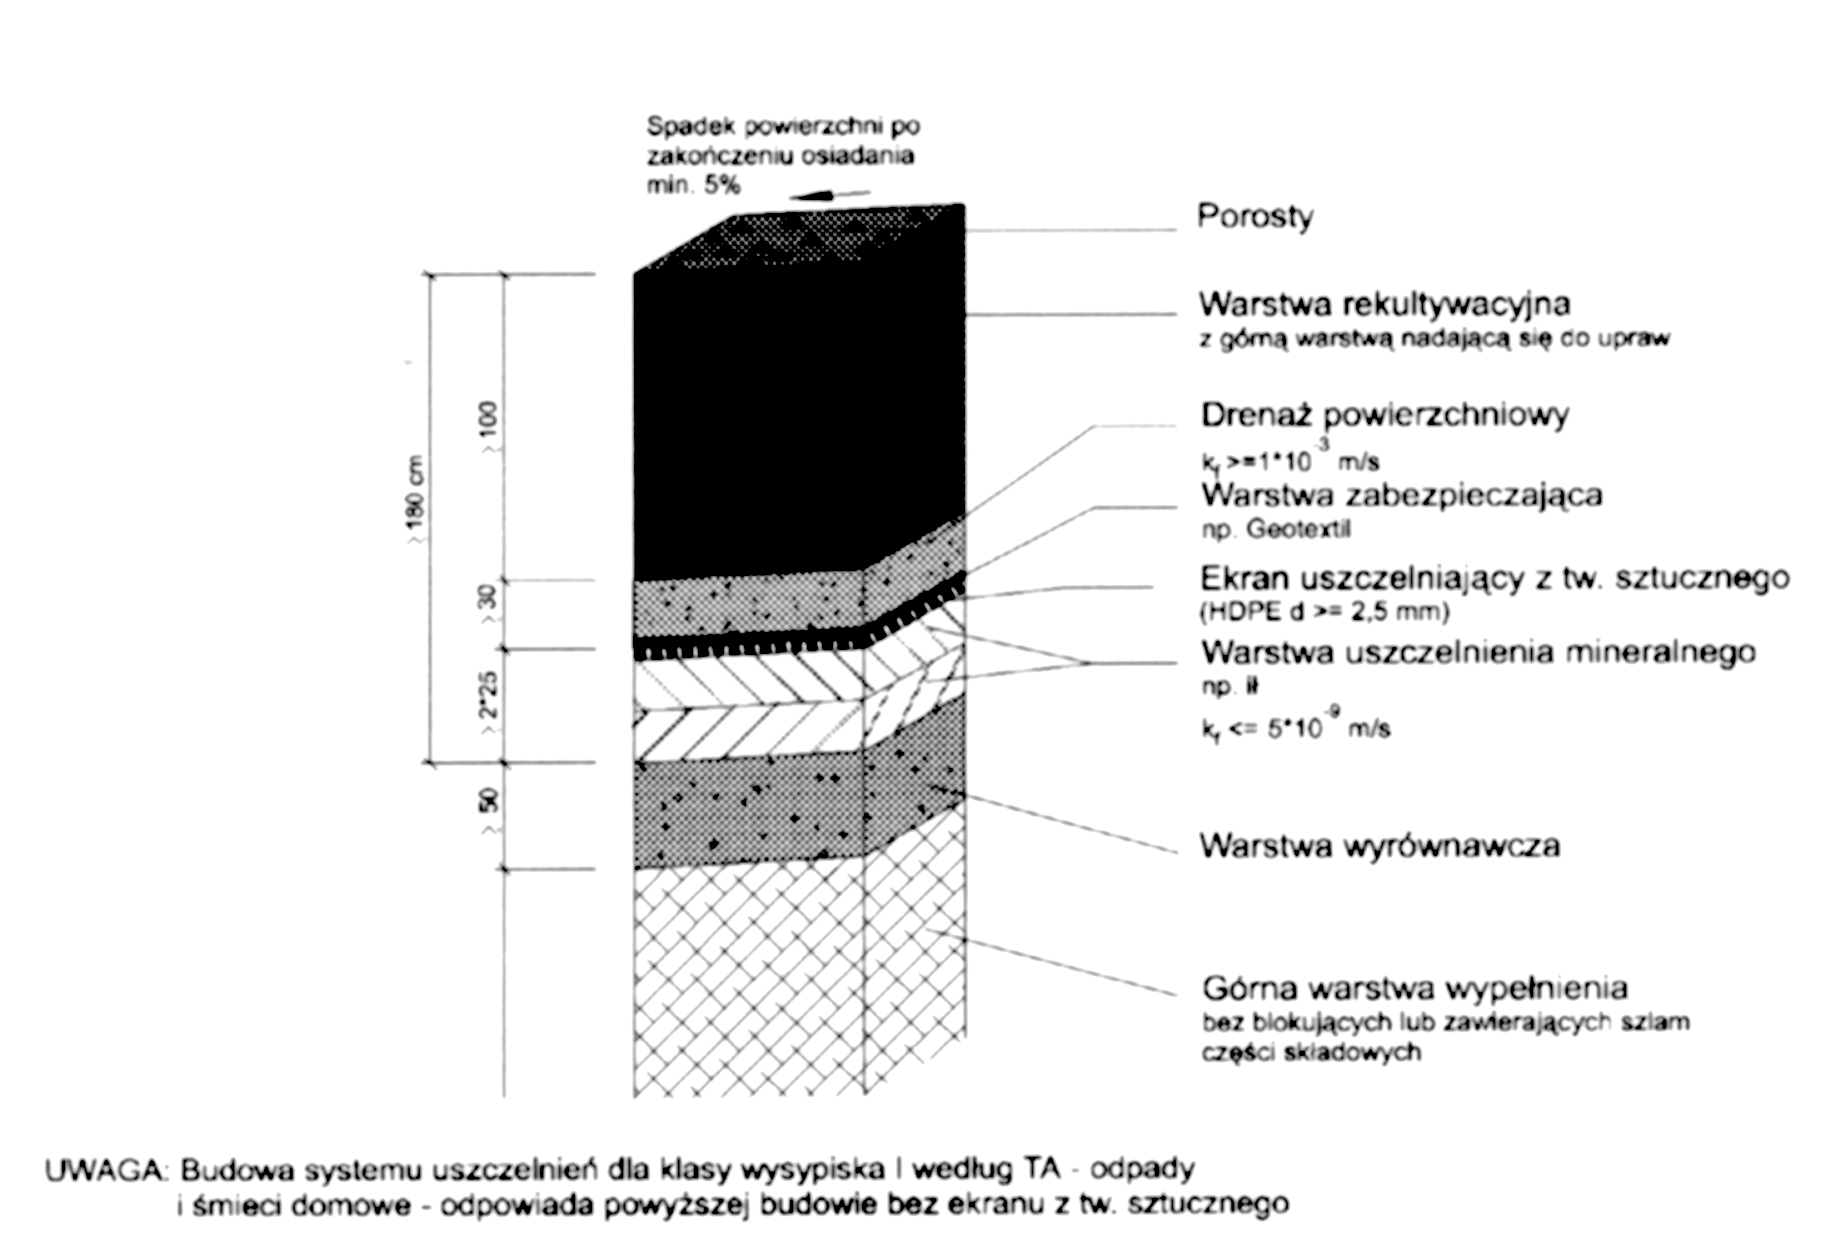 Spadek powierzchni po
zakończeniu osiadania
min. 5%
Porosty
Warstwa rekultywacyjna
z górną warstwą nadającą się do upraw
Drenaż powierzchniowy
kf >=1*10-3 m/s
Warstwa zabezpieczająca
np. Geotextil
Ekran uszczelniający z tw. sztucznego
(HDPE d >= 2,5 mm)
Warstwa uszczelnienia mineralnego
np. ił
kf <= 5*10-9 m/s
Warstwa wyrównawcza
Górna warstwa wypełnienia
bez blokujących lub zawierających szlam
części składowych
> 180 cm
> 100
> 30
> 2*25
> 50
UWAGA: Budowa systemu uszczelnień dla klasy wysypiska I według TA - odpady
i śmieci domowe - odpowiada powyższej budowie bez ekranu z tw. sztucznego